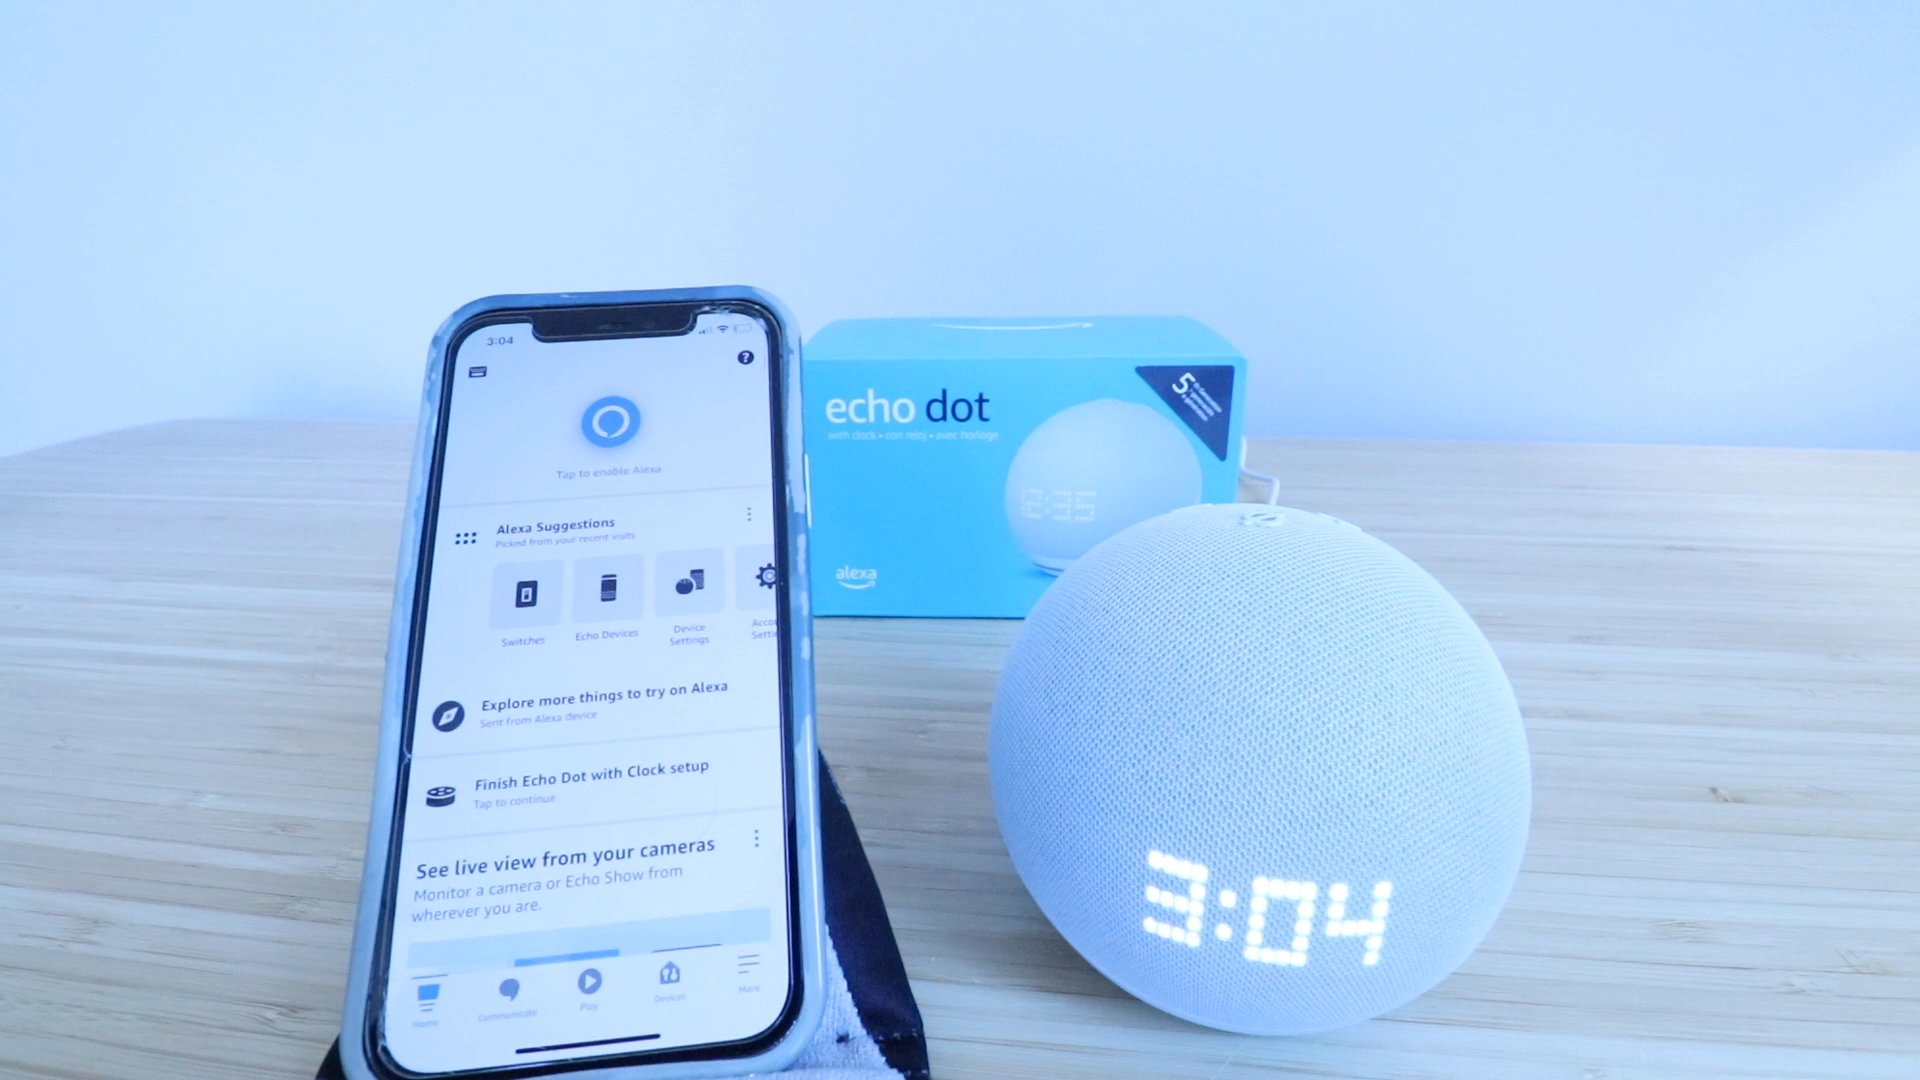 3:04
?
Tap to enable Alexa
Alexa Suggestions
Picked from your recent visits
Switches
Echo Devices
Device
Settings
Explore more things to try on Alexa
Sent from Alexa device
Finish Echo Dot with Clock setup
Tap to continue
See live view from your cameras
Monitor a camera or Echo Show from
wherever you are.
Home
Communicate
Play
Devices
More
echo dot
with clock • con reloj • avec horloge
5
alexa
3:04